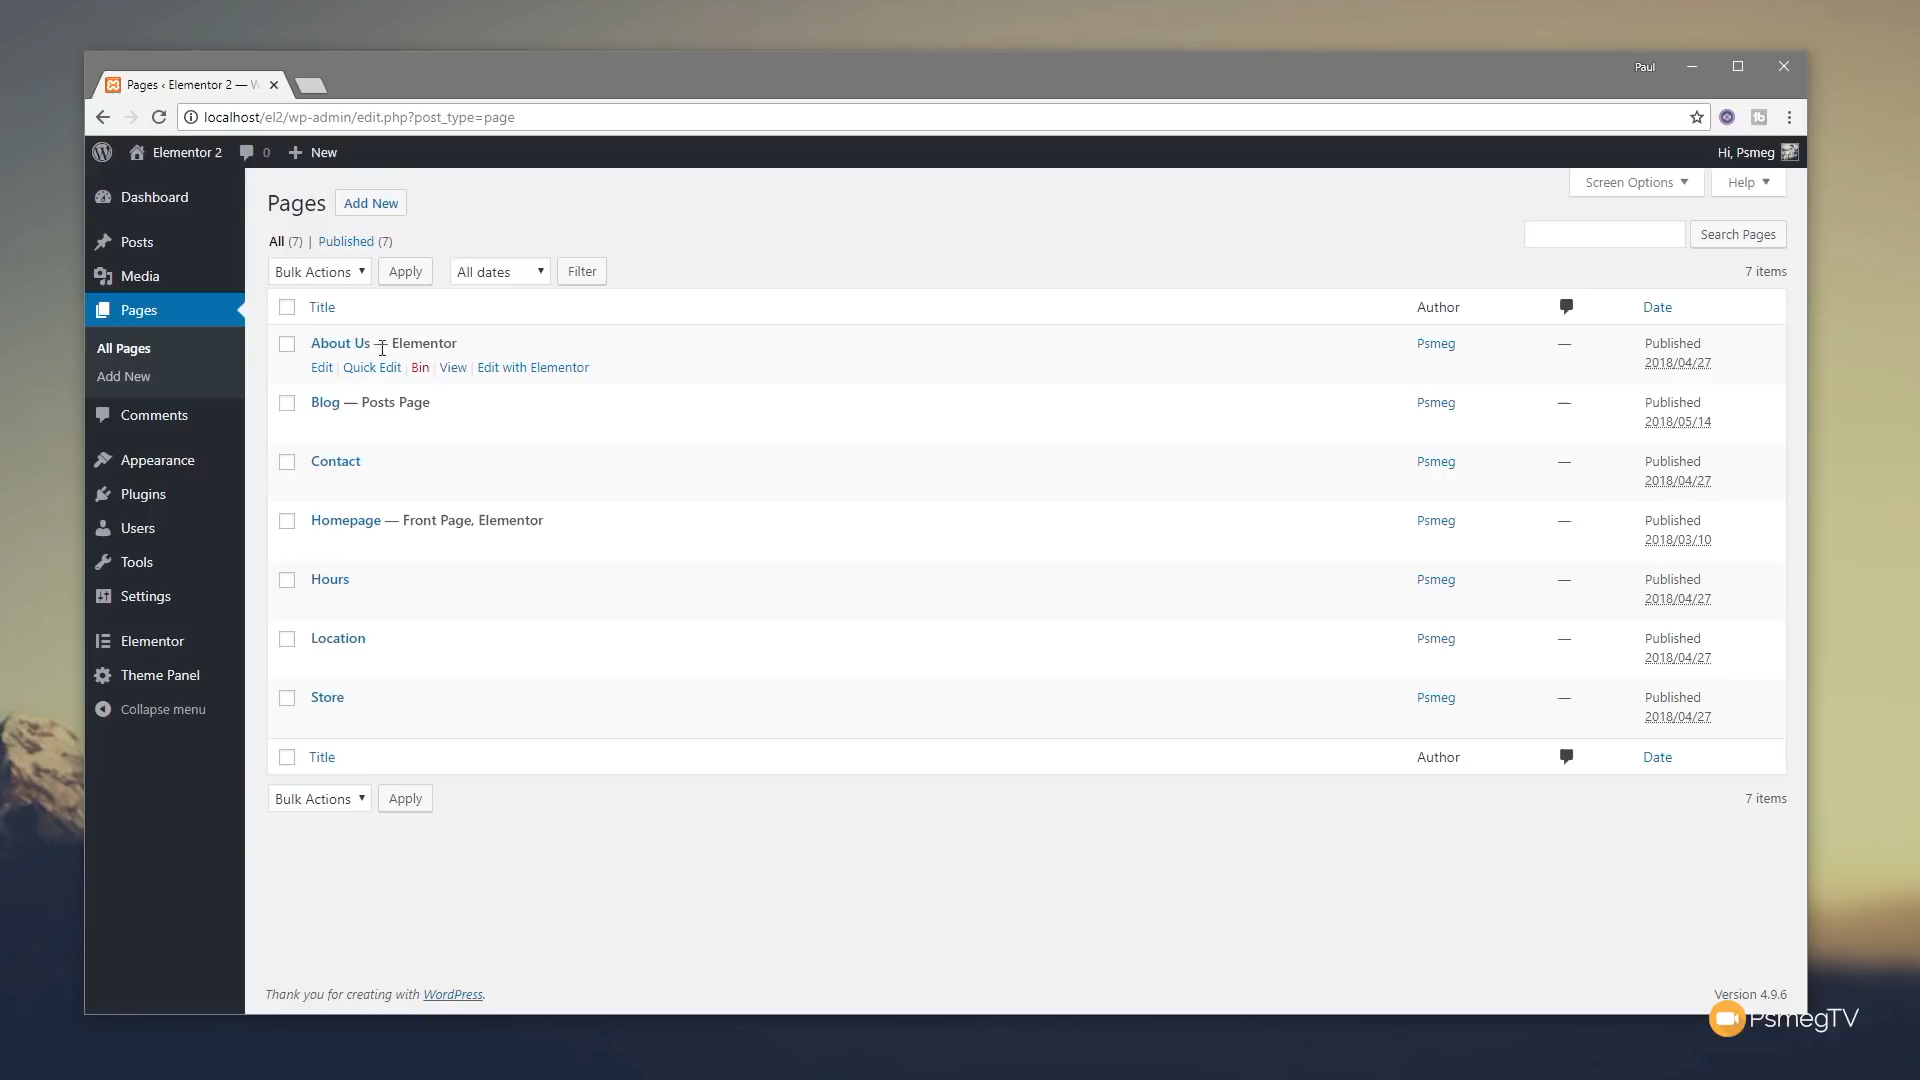 Paul
Pages ‹ Elementor 2 — W
localhost/el2/wp-admin/edit.php?post_type=page
Elementor 2 0 New Hi, Psmeg
Screen Options Help
Dashboard
Posts
Media
Pages
All Pages
Add New
Comments
Appearance
Plugins
Users
Tools
Settings
Elementor
Theme Panel
Collapse menu
Pages Add New
All (7) | Published (7)
Search Pages
Bulk Actions Apply All dates Filter 7 items
Title Author Date
About Us — Elementor Psmeg — Published
2018/04/27
Edit | Quick Edit | Bin | View | Edit with Elementor
Blog — Posts Page Psmeg — Published
2018/05/14
Contact Psmeg — Published
2018/04/27
Homepage — Front Page, Elementor Psmeg — Published
2018/03/10
Hours Psmeg — Published
2018/04/27
Location Psmeg — Published
2018/04/27
Store Psmeg — Published
2018/04/27
Title Author Date
Bulk Actions Apply 7 items
Thank you for creating with WordPress. Version 4.9.6
PsmegTV